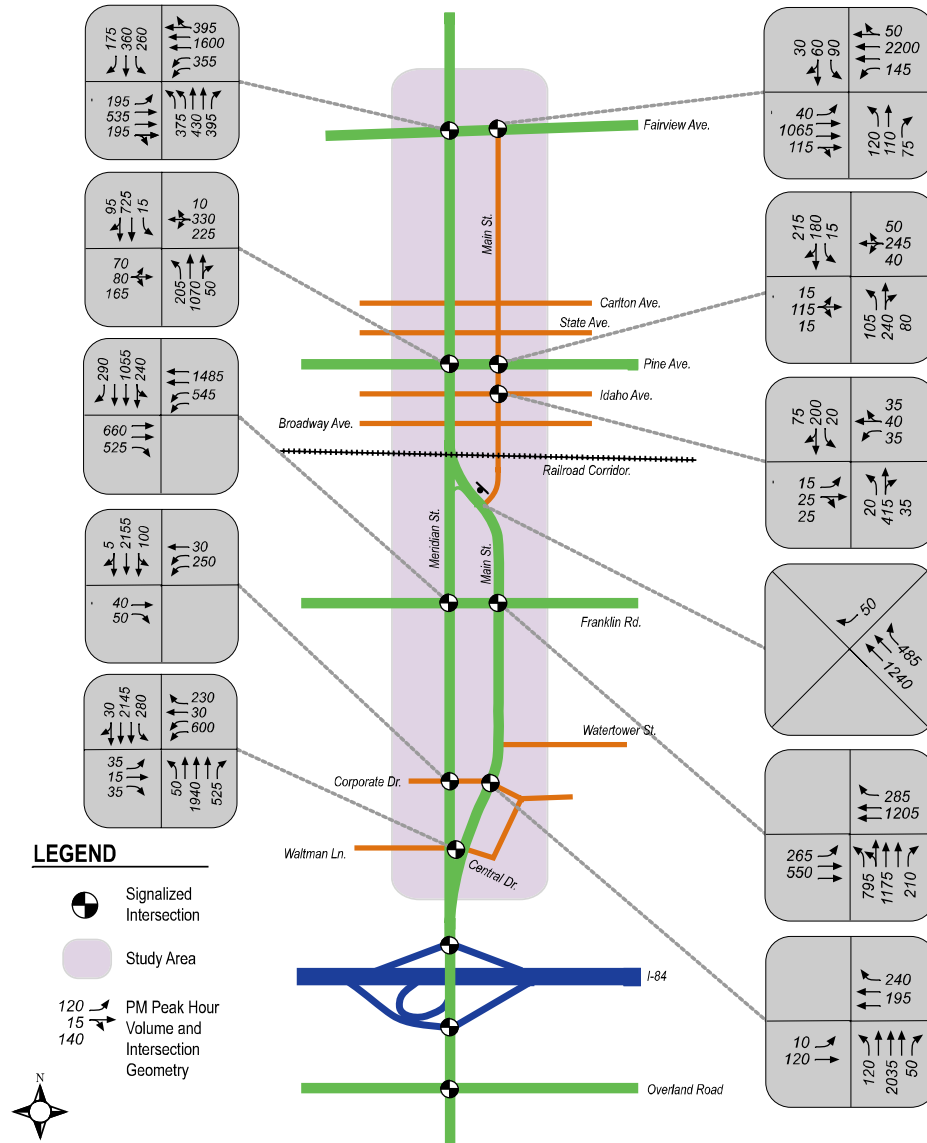 175 360 260
395
1600
355
195
535
195
375 430 395
95 725 15
10
330
225
70
80
165
205 1070 50
290 1055 240
1485
545
660
525
5 2155 100
30
250
40
50
30 2145 280
230
30
600
35
15
35
50 1940 525
Fairview Ave.
Main St.
Carlton Ave.
State Ave.
Pine Ave.
Idaho Ave.
Broadway Ave.
Railroad Corridor.
Meridian St.
Main St.
Franklin Rd.
Watertower St.
Corporate Dr.
Waltman Ln.
Central Dr.
I-84
Overland Road
30 60 90
50
2200
145
40
1065
115
120 110 75
215 180 15
50
245
40
15
115
15
105 240 80
75 200 20
35
40
35
15
25
25
20 415 35
50
485
1240
285
1205
265
550
795 1175 210
240
195
10
120
120 2035 50
LEGEND
Signalized
Intersection
Study Area
120
15
140
PM Peak Hour
Volume and
Intersection
Geometry
N